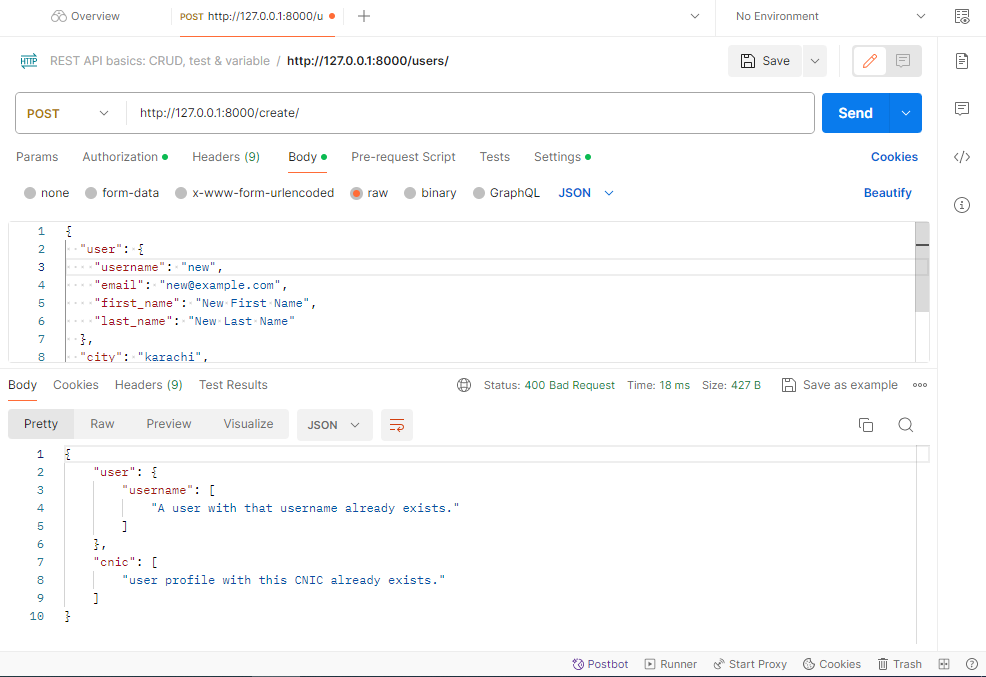 Overview
POST http://127.0.0.1:8000/u
No Environment
HTTP REST API basics: CRUD, test & variable / http://127.0.0.1:8000/users/
Save
POST http://127.0.0.1:8000/create/
Send
Params Authorization Headers (9) Body Pre-request Script Tests Settings Cookies
none form-data x-www-form-urlencoded raw binary GraphQL JSON Beautify
1 {
2 "user": {
3 "username": "new",
4 "email": "new@example.com",
5 "first_name": "New First Name",
6 "last_name": "New Last Name"
7 },
8 "city": "karachi",
Body Cookies Headers (9) Test Results Status: 400 Bad Request Time: 18 ms Size: 427 B Save as example
Pretty Raw Preview Visualize JSON
1 {
2 "user": {
3 "username": [
4 "A user with that username already exists."
5 ]
6 },
7 "cnic": [
8 "user profile with this CNIC already exists."
9 ]
10 }
Postbot Runner Start Proxy Cookies Trash